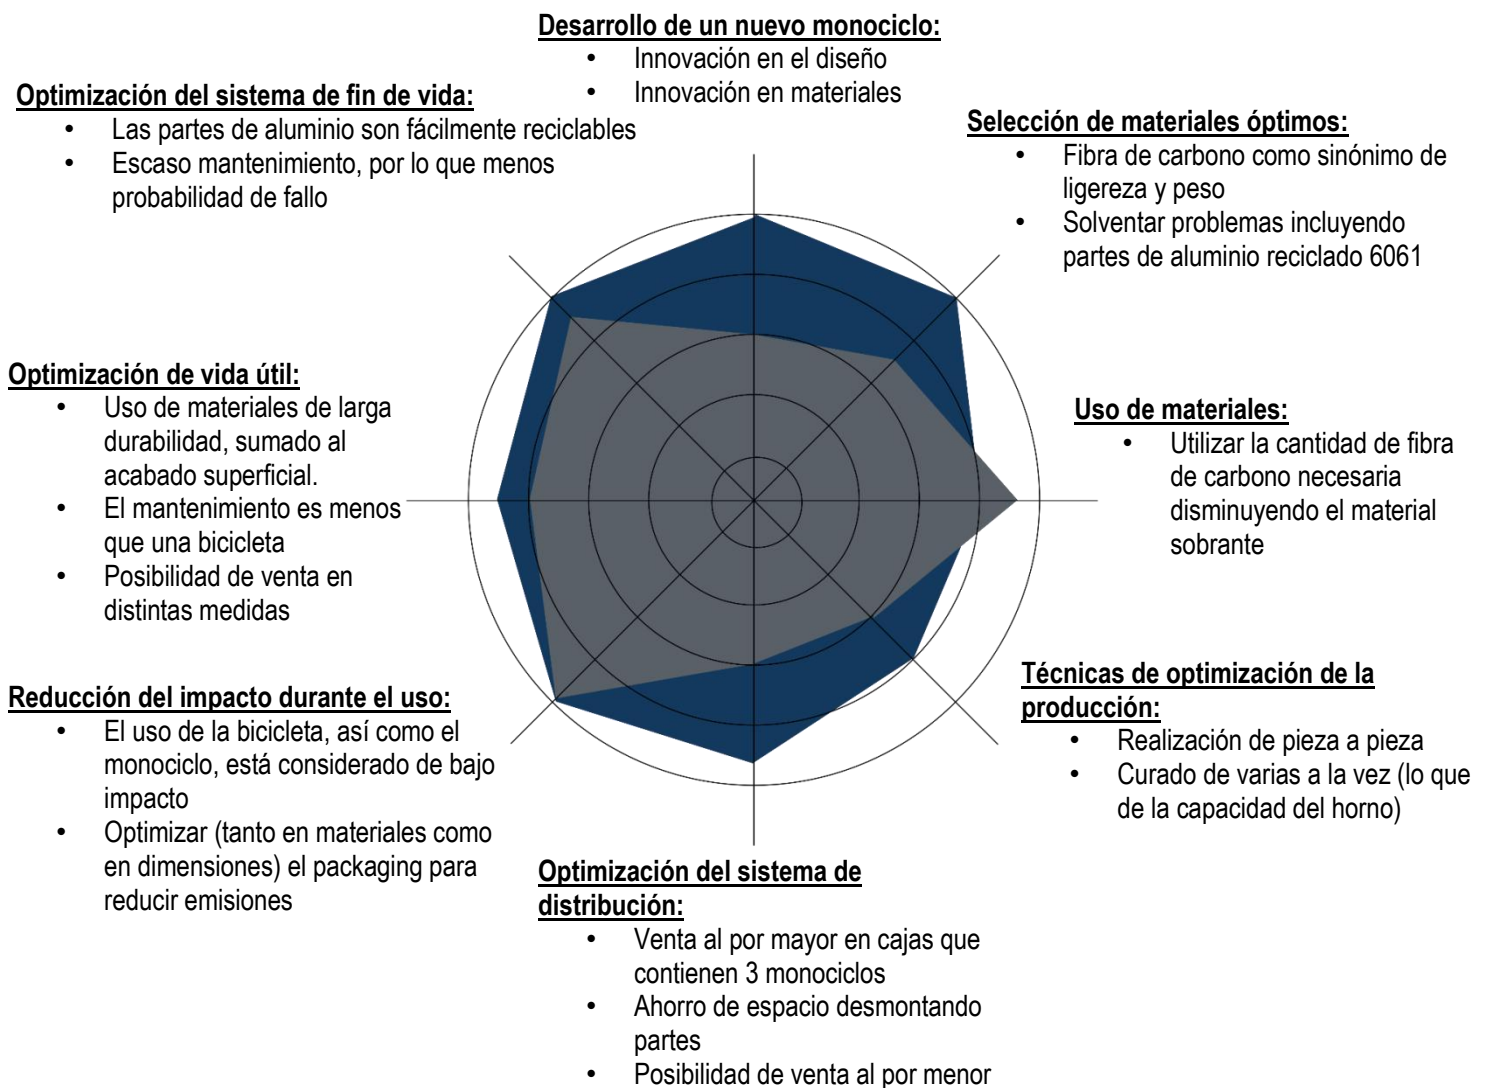 Desarrollo de un nuevo monociclo:
• Innovación en el diseño
• Innovación en materiales
Optimización del sistema de fin de vida:
• Las partes de aluminio son fácilmente reciclables
• Escaso mantenimiento, por lo que menos
probabilidad de fallo
Selección de materiales óptimos:
• Fibra de carbono como sinónimo de
ligereza y peso
• Solventar problemas incluyendo
partes de aluminio reciclado 6061
Optimización de vida útil:
• Uso de materiales de larga
durabilidad, sumado al
acabado superficial.
• El mantenimiento es menos
que una bicicleta
• Posibilidad de venta en
distintas medidas
Uso de materiales:
• Utilizar la cantidad de fibra
de carbono necesaria
disminuyendo el material
sobrante
Reducción del impacto durante el uso:
• El uso de la bicicleta, así como el
monociclo, está considerado de bajo
impacto
• Optimizar (tanto en materiales como
en dimensiones) el packaging para
reducir emisiones
Técnicas de optimización de la
producción:
• Realización de pieza a pieza
• Curado de varias a la vez (lo que
de la capacidad del horno)
Optimización del sistema de
distribución:
• Venta al por mayor en cajas que
contienen 3 monociclos
• Ahorro de espacio desmontando
partes
• Posibilidad de venta al por menor